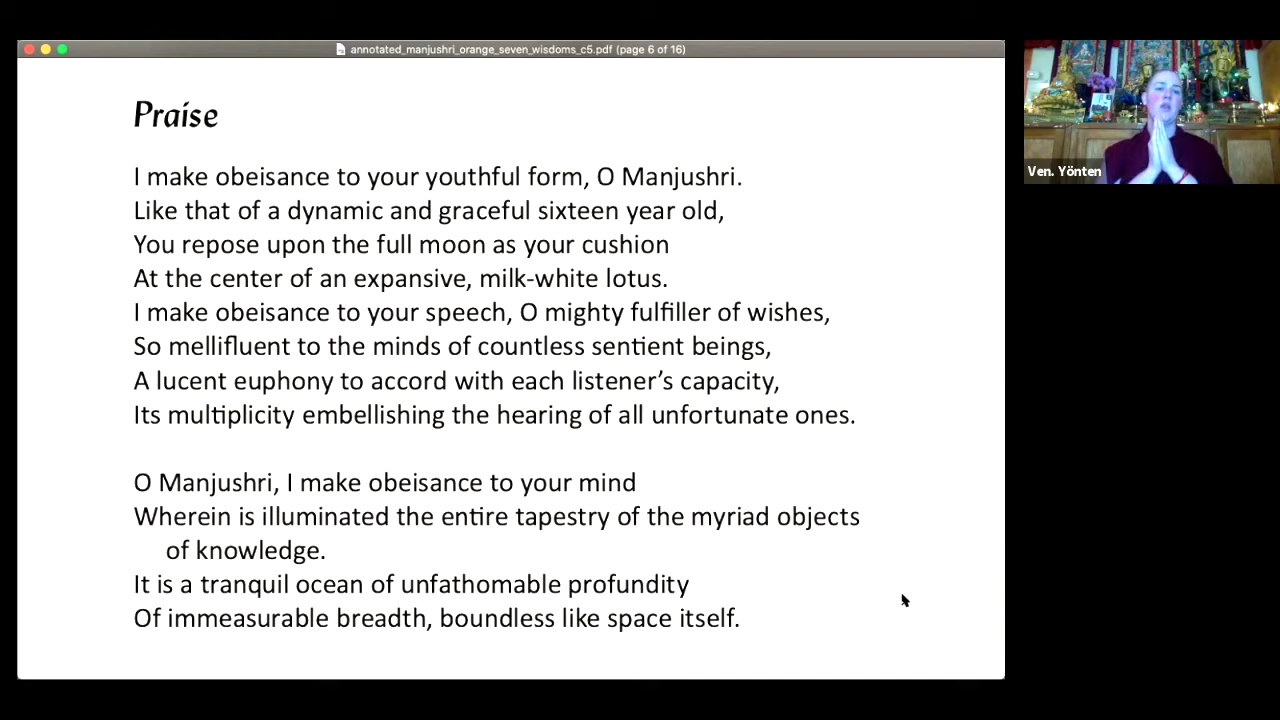 annotated_manjushri_orange_seven_wisdoms_c5.pdf (page 6 of 16)
Praise
I make obeisance to your youthful form, O Manjushri.
Like that of a dynamic and graceful sixteen year old,
You repose upon the full moon as your cushion
At the center of an expansive, milk-white lotus.
I make obeisance to your speech, O mighty fulfiller of wishes,
So mellifluent to the minds of countless sentient beings,
A lucent euphony to accord with each listener’s capacity,
Its multiplicity embellishing the hearing of all unfortunate ones.
O Manjushri, I make obeisance to your mind
Wherein is illuminated the entire tapestry of the myriad objects
of knowledge.
It is a tranquil ocean of unfathomable profundity
Of immeasurable breadth, boundless like space itself.
Ven. Yönten